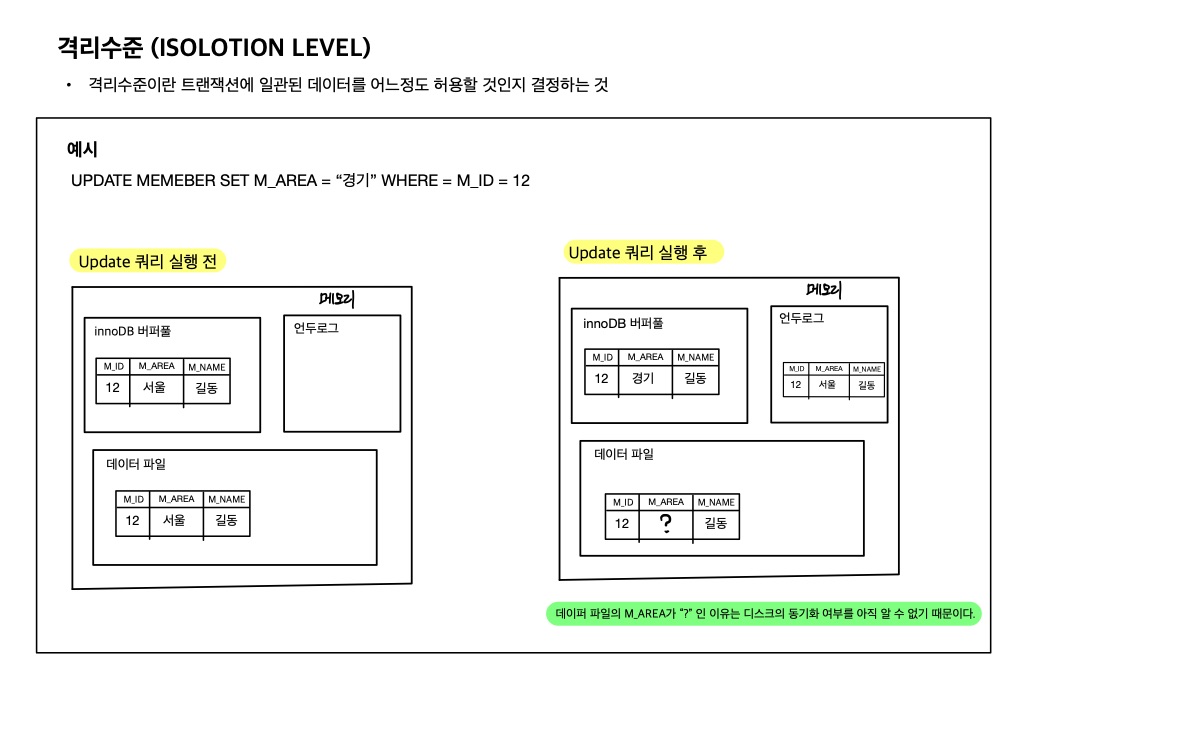 격리수준 (ISOLOTION LEVEL)
• 격리수준이란 트랜잭션에 일관된 데이터를 어느정도 허용할 것인지 결정하는 것
예시
UPDATE MEMEBER SET M_AREA = “경기” WHERE = M_ID = 12
Update 쿼리 실행 전
메모리
innoDB 버퍼풀
언두로그
M_ID M_AREA M_NAME
12 서울 길동
데이터 파일
M_ID M_AREA M_NAME
12 서울 길동
Update 쿼리 실행 후
메모리
innoDB 버퍼풀
M_ID M_AREA M_NAME
12 경기 길동
언두로그
M_ID M_AREA M_NAME
12 서울 길동
데이터 파일
M_ID M_AREA M_NAME
12 ? 길동
데이퍼 파일의 M_AREA가 “?” 인 이유는 디스크의 동기화 여부를 아직 알 수 없기 때문이다.